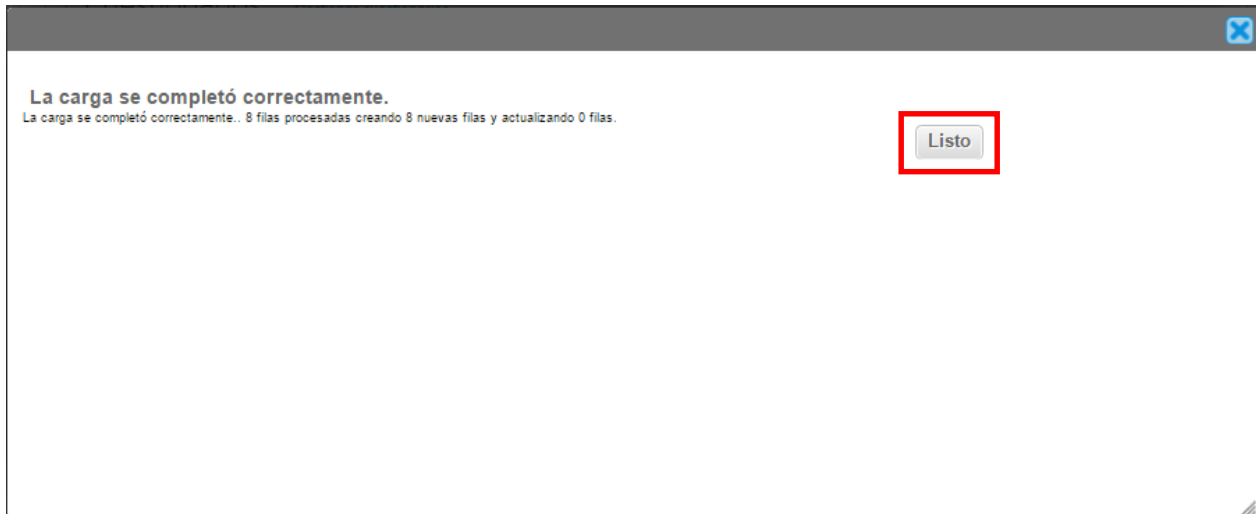 La carga se completó correctamente.
La carga se completó correctamente.. 8 filas procesadas creando 8 nuevas filas y actualizando 0 filas.
Listo